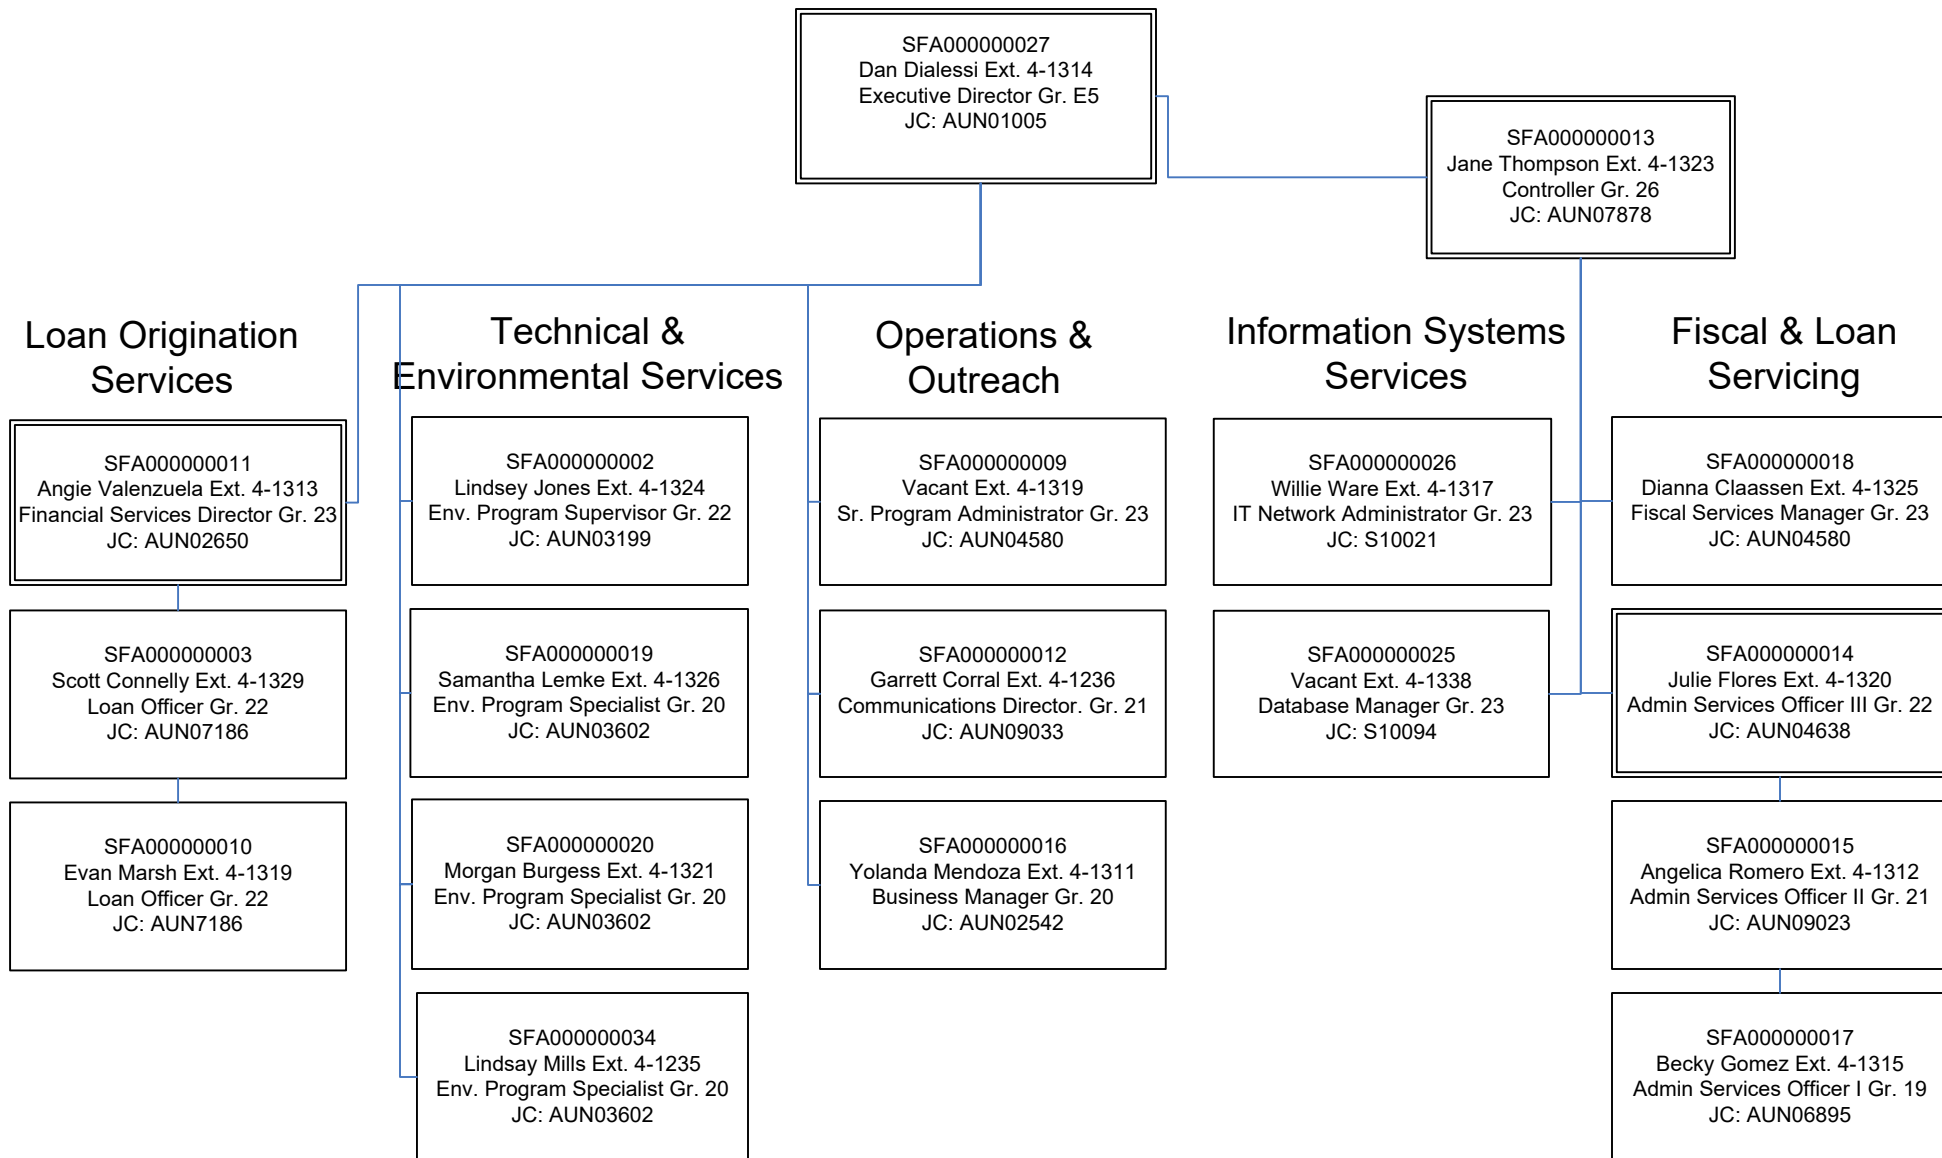 SFA000000027
Dan Dialessi Ext. 4-1314
Executive Director Gr. E5
JC: AUN01005
SFA000000013
Jane Thompson Ext. 4-1323
Controller Gr. 26
JC: AUN07878
Loan Origination
Services
SFA000000011
Angie Valenzuela Ext. 4-1313
Financial Services Director Gr. 23
JC: AUN02650
SFA000000003
Scott Connelly Ext. 4-1329
Loan Officer Gr. 22
JC: AUN07186
SFA000000010
Evan Marsh Ext. 4-1319
Loan Officer Gr. 22
JC: AUN7186
Technical &
Environmental Services
SFA000000002
Lindsey Jones Ext. 4-1324
Env. Program Supervisor Gr. 22
JC: AUN03199
SFA000000019
Samantha Lemke Ext. 4-1326
Env. Program Specialist Gr. 20
JC: AUN03602
SFA000000020
Morgan Burgess Ext. 4-1321
Env. Program Specialist Gr. 20
JC: AUN03602
SFA000000034
Lindsay Mills Ext. 4-1235
Env. Program Specialist Gr. 20
JC: AUN03602
Operations &
Outreach
SFA000000009
Vacant Ext. 4-1319
Sr. Program Administrator Gr. 23
JC: AUN04580
SFA000000012
Garrett Corral Ext. 4-1236
Communications Director. Gr. 21
JC: AUN09033
SFA000000016
Yolanda Mendoza Ext. 4-1311
Business Manager Gr. 20
JC: AUN02542
Information Systems
Services
SFA000000026
Willie Ware Ext. 4-1317
IT Network Administrator Gr. 23
JC: S10021
SFA000000025
Vacant Ext. 4-1338
Database Manager Gr. 23
JC: S10094
Fiscal & Loan
Servicing
SFA000000018
Dianna Claassen Ext. 4-1325
Fiscal Services Manager Gr. 23
JC: AUN04580
SFA000000014
Julie Flores Ext. 4-1320
Admin Services Officer III Gr. 22
JC: AUN04638
SFA000000015
Angelica Romero Ext. 4-1312
Admin Services Officer II Gr. 21
JC: AUN09023
SFA000000017
Becky Gomez Ext. 4-1315
Admin Services Officer I Gr. 19
JC: AUN06895